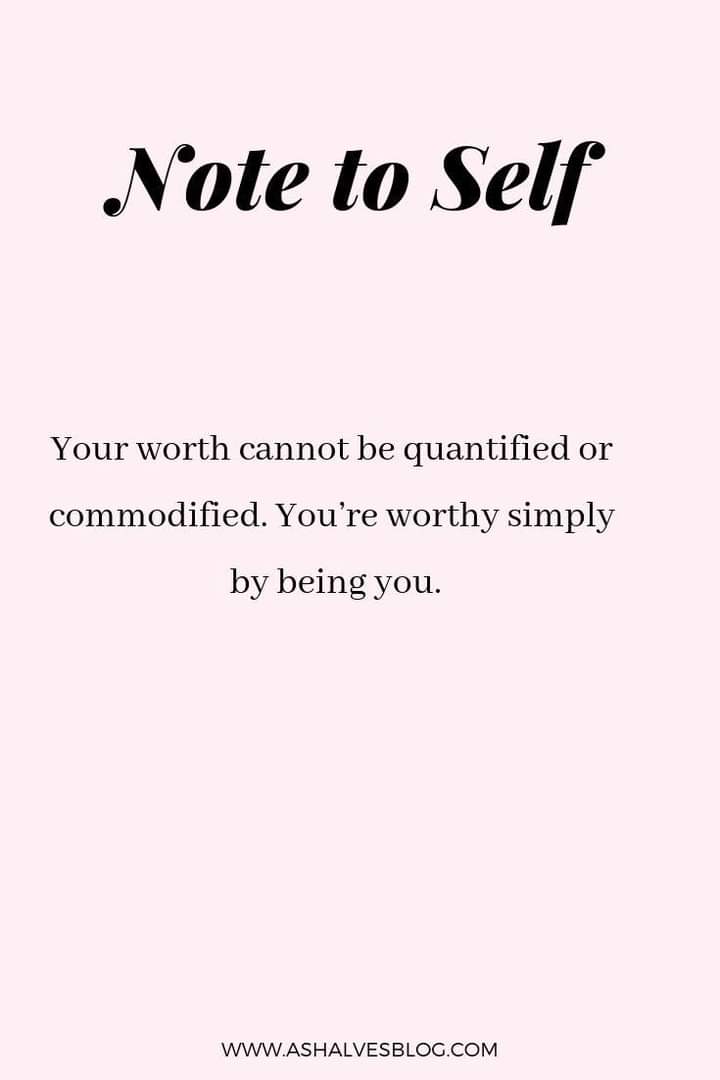 Note to Self
Your worth cannot be quantified or
commodified. You’re worthy simply
by being you.
WWW.ASHALVESBLOG.COM